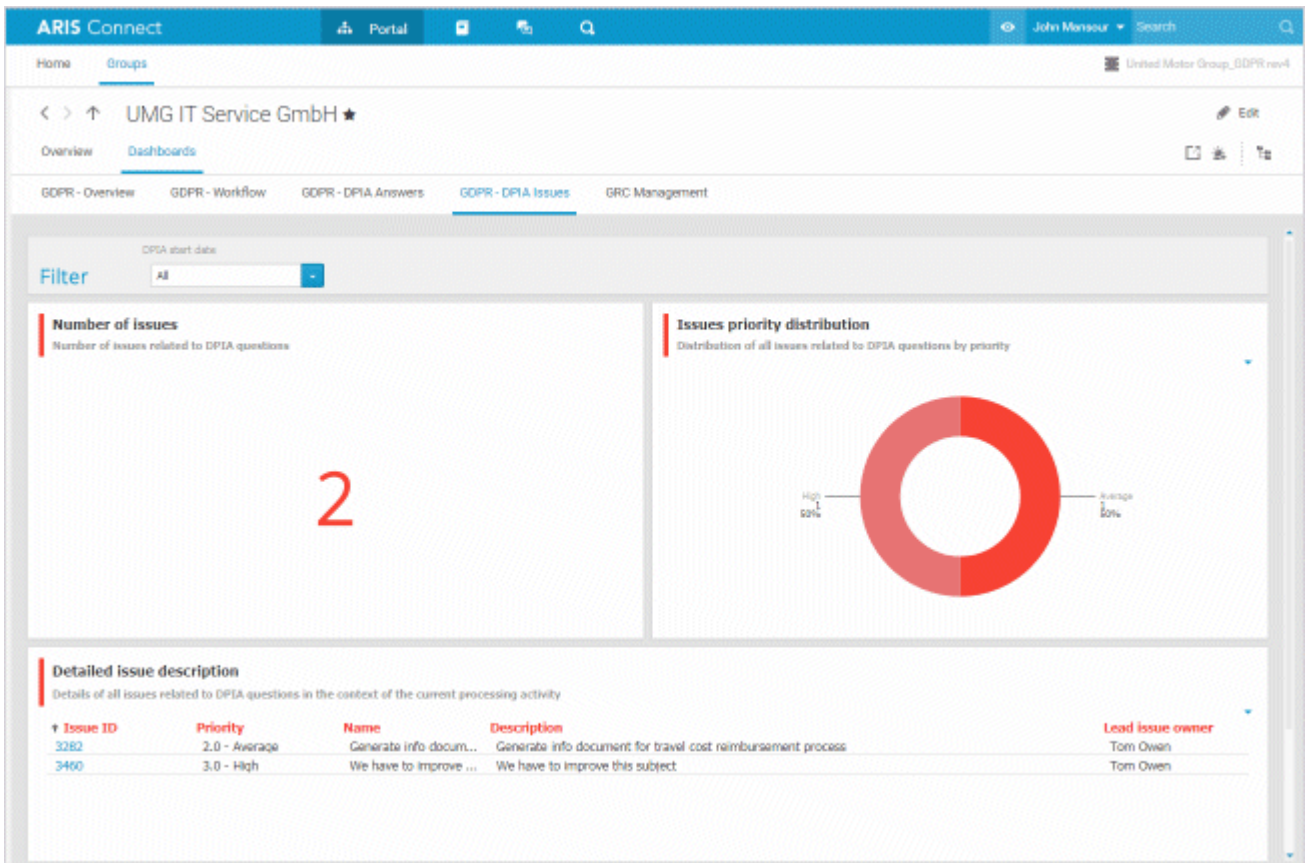 ARIS Connect Portal John Mansour Search
Home Groups United Motor Group_GDPR rev4
UMG IT Service GmbH Edit
Overview Dashboards
GDPR - Overview GDPR - Workflow GDPR - DPIA Answers GDPR - DPIA Issues GRC Management
DPIA start date
Filter All
Number of issues
Number of issues related to DPIA questions
2
Issues priority distribution
Distribution of all issues related to DPIA questions by priority
High
1
50%
Average
1
50%
Detailed issue description
Details of all issues related to DPIA questions in the context of the current processing activity
Issue ID Priority Name Description Lead issue owner
3282 2.0 - Average Generate info docum... Generate info document for travel cost reimbursement process Tom Owen
3460 3.0 - High We have to improve ... We have to improve this subject Tom Owen